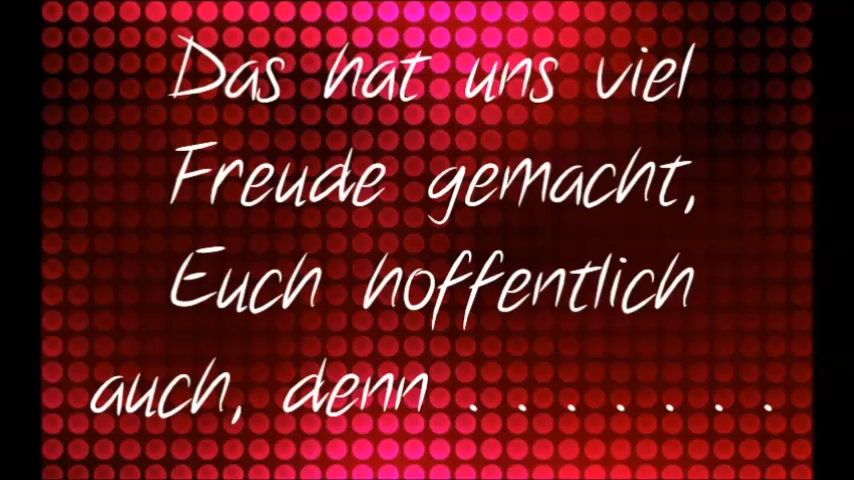 Das hat uns viel
Freude gemacht,
Euch hoffentlich
auch, denn . . . . . . .